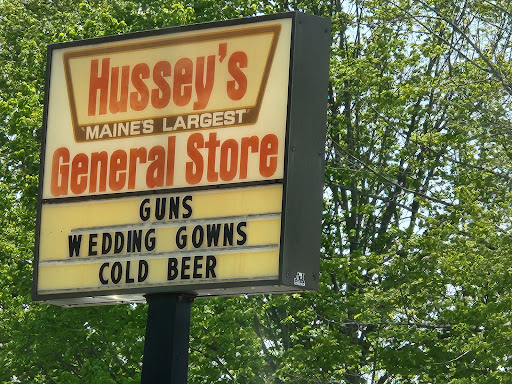 Hussey's
"MAINE'S LARGEST"
General Store
GUNS
WEDDING GOWNS
COLD BEER